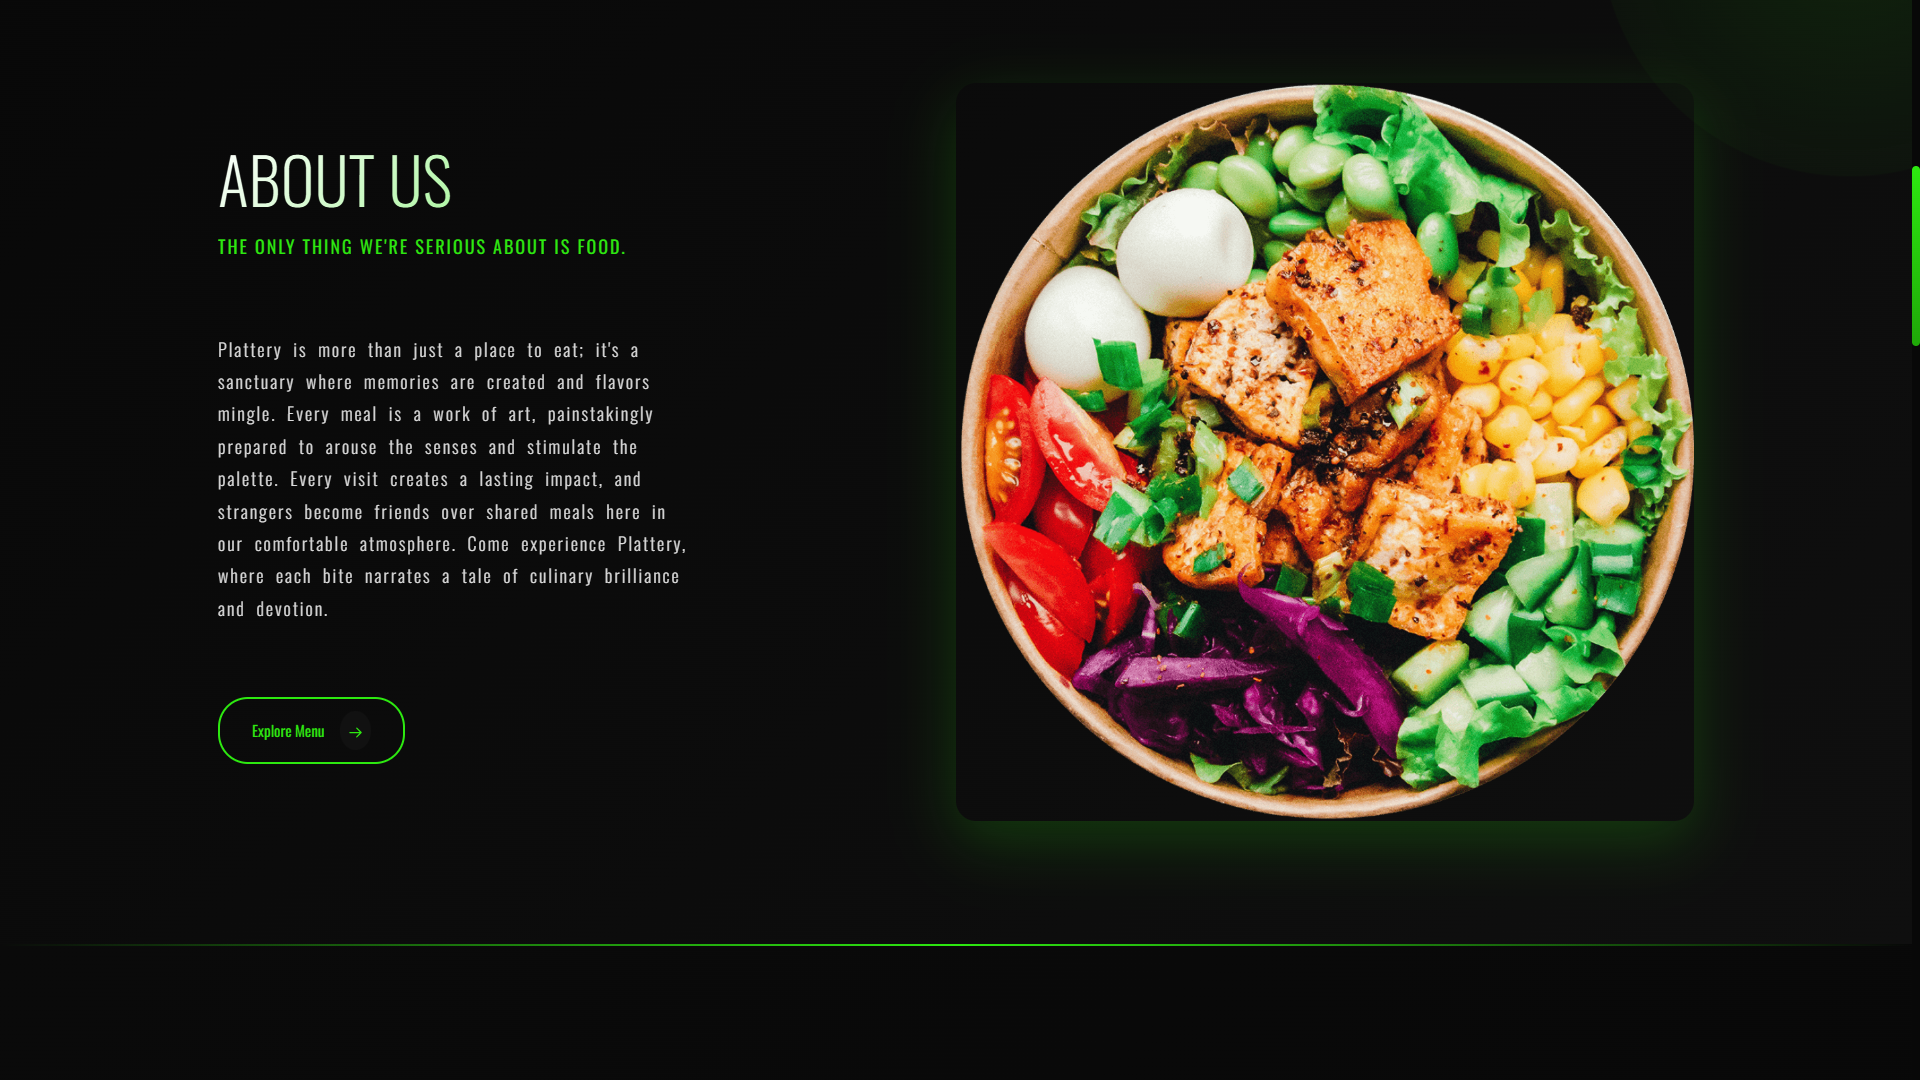 ABOUT US
THE ONLY THING WE'RE SERIOUS ABOUT IS FOOD.
Plattery is more than just a place to eat; it's a
sanctuary where memories are created and flavors
mingle. Every meal is a work of art, painstakingly
prepared to arouse the senses and stimulate the
palette. Every visit creates a lasting impact, and
strangers become friends over shared meals here in
our comfortable atmosphere. Come experience Plattery,
where each bite narrates a tale of culinary brilliance
and devotion.
Explore Menu →